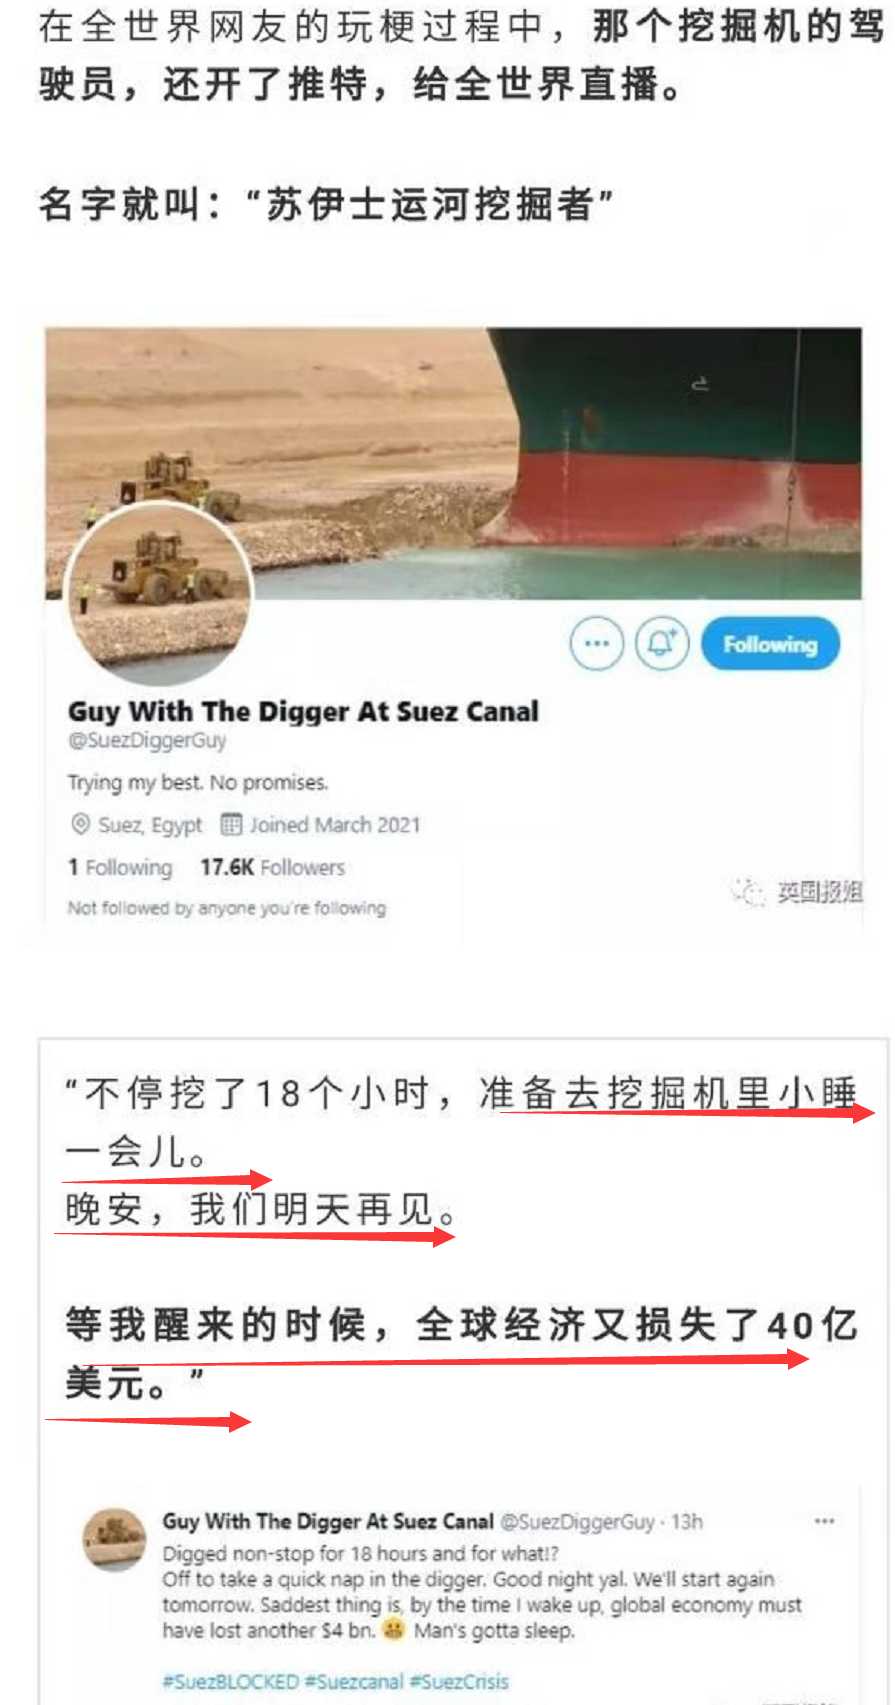 在全世界网友的玩梗过程中，那个挖掘机的驾
驶员，还开了推特，给全世界直播。
名字就叫：“苏伊士运河挖掘者”
Following
Guy With The Digger At Suez Canal
@SuezDiggerGuy
Trying my best. No promises.
Suez, Egypt Joined March 2021
1 Following 17.6K Followers
英国报姐
Not followed by anyone you're following
“不停挖了18个小时，准备去挖掘机里小睡
一会儿。
晚安，我们明天再见。
等我醒来的时候，全球经济又损失了40亿
美元。”
Guy With The Digger At Suez Canal @SuezDiggerGuy · 13h
Digged non-stop for 18 hours and for what!?
Off to take a quick nap in the digger. Good night yal. We'll start again
tomorrow. Saddest thing is, by the time I wake up, global economy must
have lost another $4 bn. 😬 Man's gotta sleep.
#SuezBLOCKED #Suezcanal #SuezCrisis